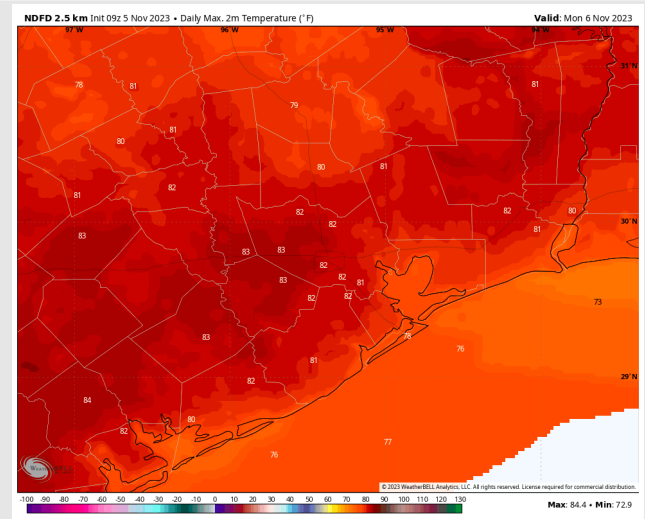 NDFD 2.5 km Init 09z 5 Nov 2023 • Daily Max. 2m Temperature (°F)
Valid: Mon 6 Nov 2023
97°W 96°W 95°W 94°W
31°N
78 81 81
79
81
80
80 81
82
81
82 82 80
82 81
30°N
83
83 83
82
83 82 81
82 82
73
78
83 76
81
29°N
82
84
80
82
77
76
WeatherBELL
© 2023 WeatherBELL Analytics, LLC. All rights reserved. License required for commercial distribution.
-100 -90 -80 -70 -60 -50 -40 -30 -20 -10 0 10 20 30 40 50 60 70 80 90 100 110 120 130
Max: 84.4 • Min: 72.9